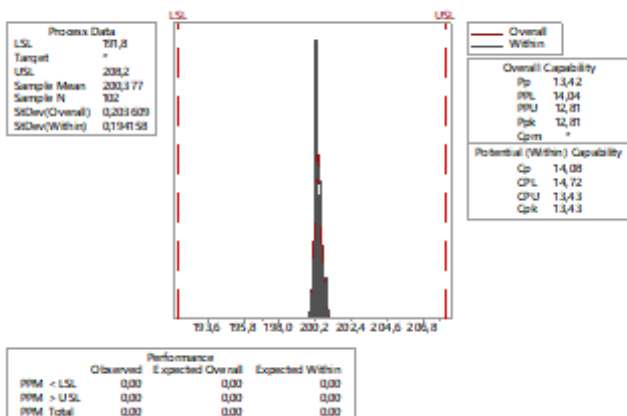 LSL USL
Process Data
LSL 191,8
Target *
USL 208,2
Sample Mean 200,377
Sample N 102
StDev(Overall) 0,203609
StDev(Within) 0,194158
Overall
Within
Overall Capability
Pp 13,42
PPL 14,04
PPU 12,81
Ppk 12,81
Cpm *
Potential (Within) Capability
Cp 14,08
CPL 14,72
CPU 13,43
Cpk 13,43
193,6 195,8 198,0 200,2 202,4 204,6 206,8
Performance
Observed Expected Overall Expected Within
PPM < LSL 0,00 0,00 0,00
PPM > USL 0,00 0,00 0,00
PPM Total 0,00 0,00 0,00